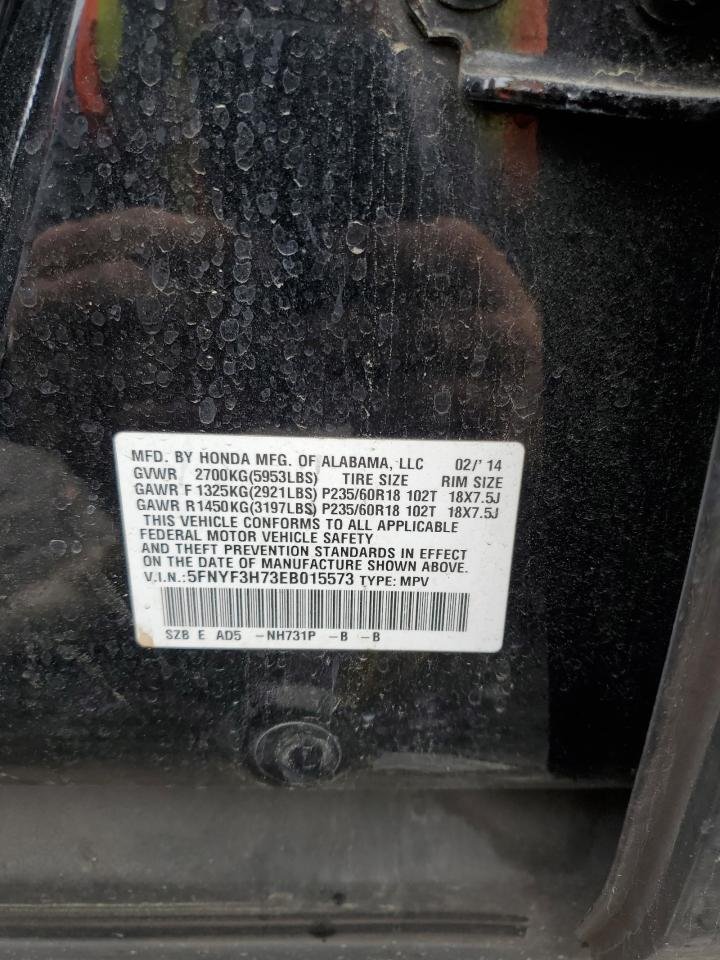 MFD. BY HONDA MFG. OF ALABAMA, LLC 02/'14
GVWR 2700KG(5953LBS) TIRE SIZE RIM SIZE
GAWR F 1325KG(2921LBS) P235/60R18 102T 18X7.5J
GAWR R1450KG(3197LBS) P235/60R18 102T 18X7.5J
THIS VEHICLE CONFORMS TO ALL APPLICABLE
FEDERAL MOTOR VEHICLE SAFETY
AND THEFT PREVENTION STANDARDS IN EFFECT
ON THE DATE OF MANUFACTURE SHOWN ABOVE.
V.I.N.:5FNYF3H73EB015573 TYPE: MPV
SZB E AD5 -NH731P -B -B